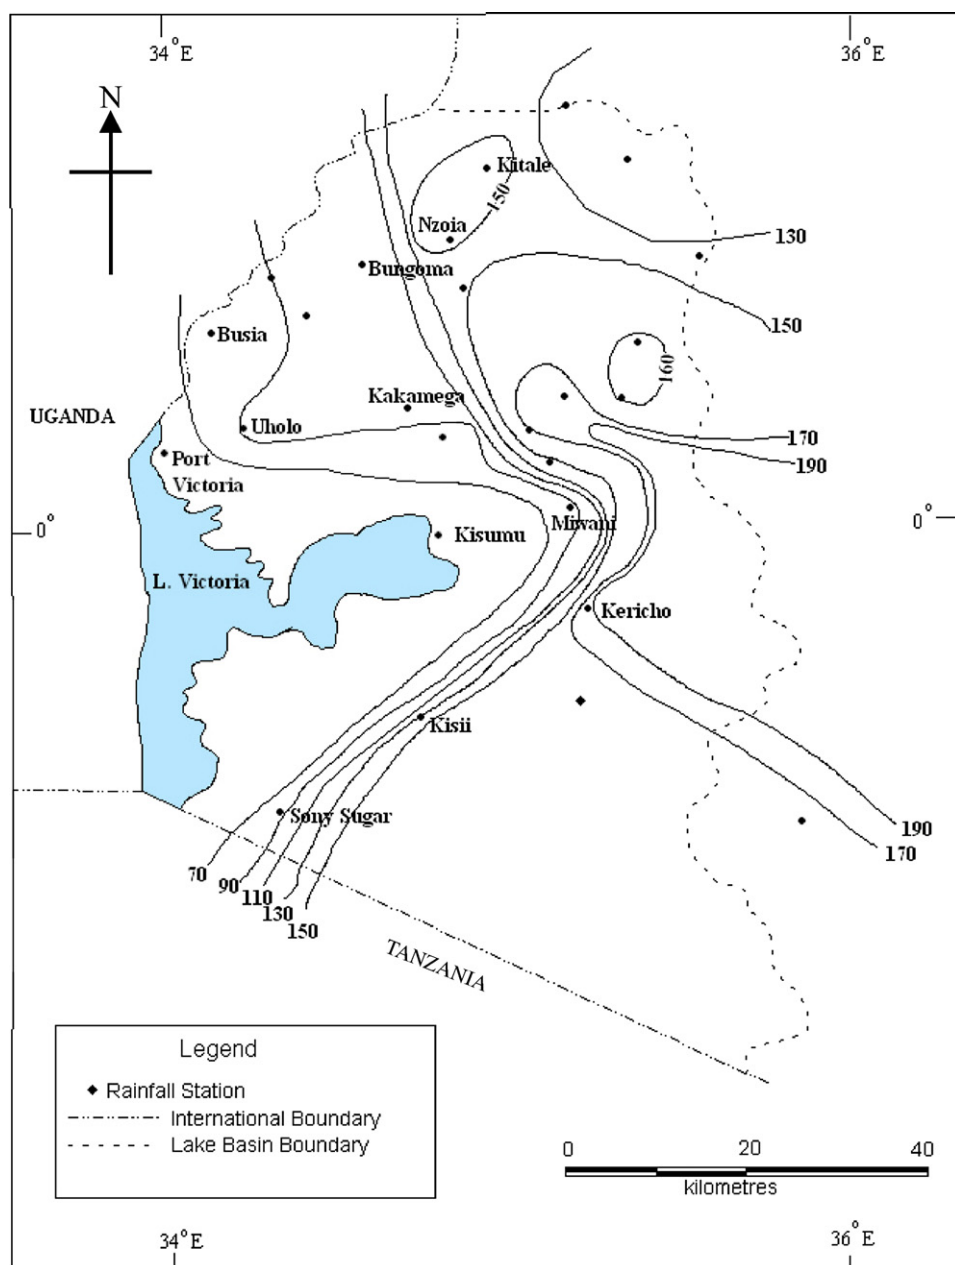 34°E
36°E
N
Kitale
150
Nzoia
130
Bungoma
150
Busia
160
Kakamega
UGANDA
Uholo
170
Port
Victoria
190
0°
Miwani
0°
Kisumu
L. Victoria
Kericho
Kisii
Sony Sugar
190
170
70
90
110
130
150
TANZANIA
Legend
Rainfall Station
International Boundary
Lake Basin Boundary
0 20 40
kilometres
34°E
36°E